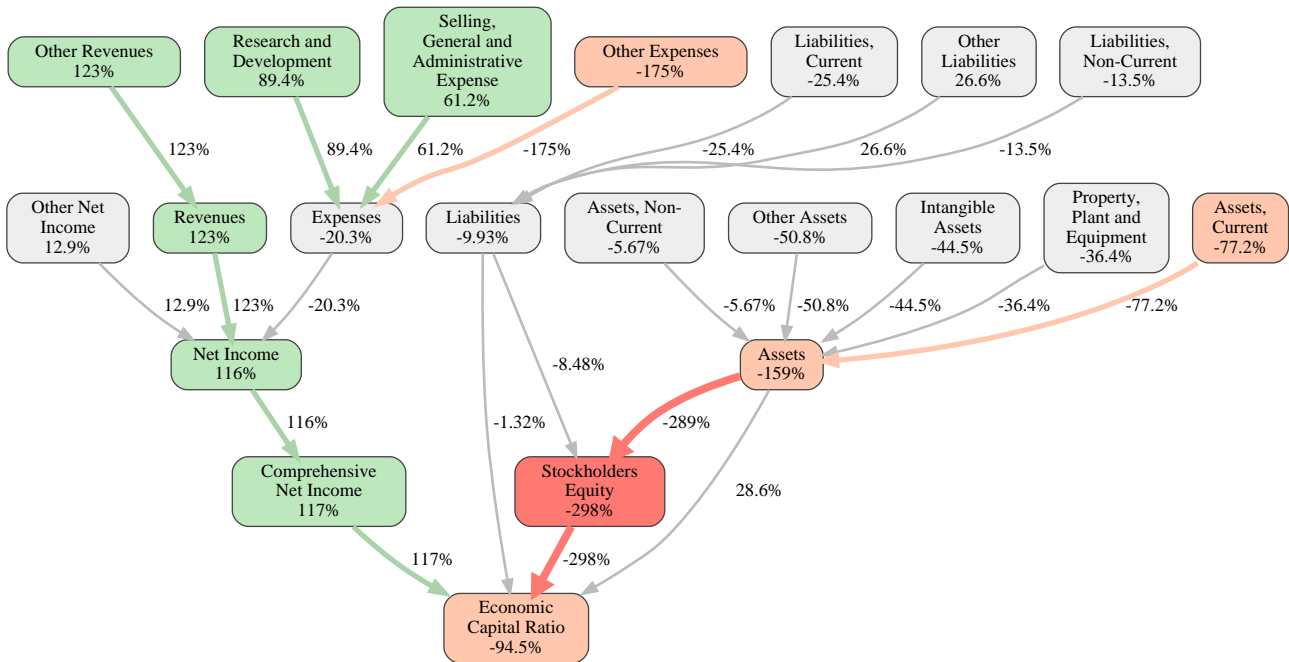 Other Revenues
123%
Research and
Development
89.4%
Selling,
General and
Administrative
Expense
61.2%
Other Expenses
-175%
Liabilities,
Current
-25.4%
Other
Liabilities
26.6%
Liabilities,
Non-Current
-13.5%
123%
89.4%
61.2%
-175%
-25.4%
26.6%
-13.5%
Other Net
Income
12.9%
Revenues
123%
Expenses
-20.3%
Liabilities
-9.93%
Assets, Non-
Current
-5.67%
Other Assets
-50.8%
Intangible
Assets
-44.5%
Property,
Plant and
Equipment
-36.4%
Assets,
Current
-77.2%
12.9%
123%
-20.3%
-5.67%
-50.8%
-44.5%
-36.4%
-77.2%
Net Income
116%
-8.48%
Assets
-159%
116%
-1.32%
-289%
28.6%
Comprehensive
Net Income
117%
Stockholders
Equity
-298%
117%
-298%
Economic
Capital Ratio
-94.5%